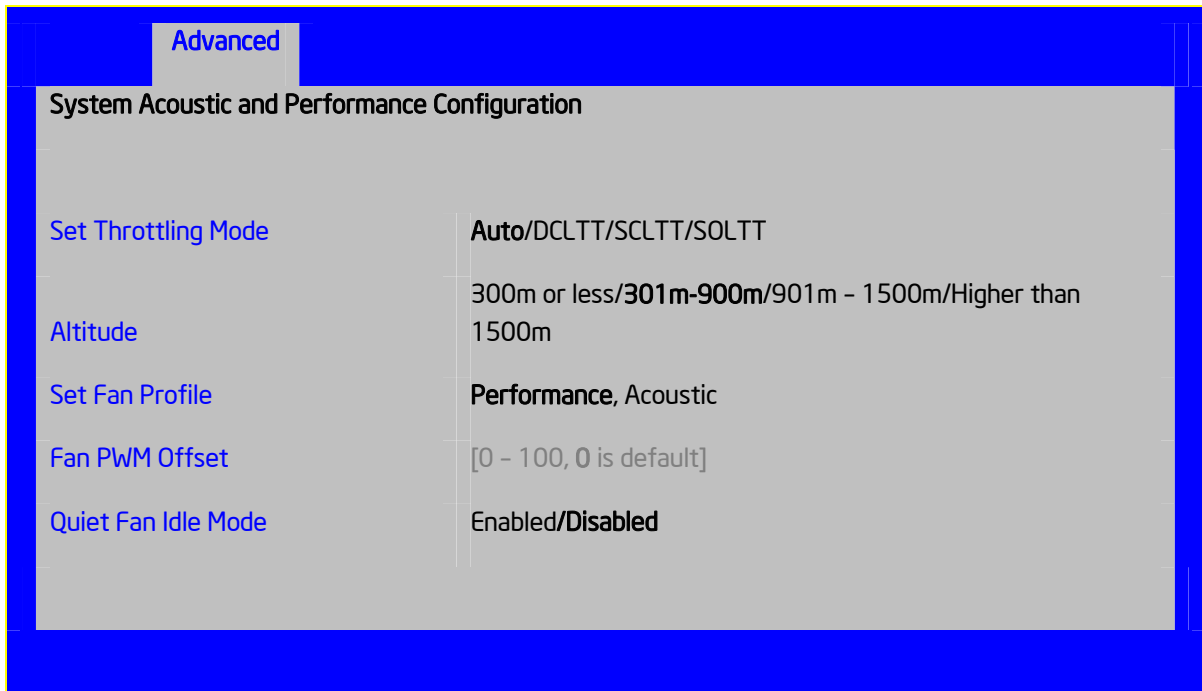 Advanced
System Acoustic and Performance Configuration
Set Throttling Mode Auto/DCLTT/SCLTT/SOLTT
Altitude 300m or less/301m-900m/901m – 1500m/Higher than
1500m
Set Fan Profile Performance, Acoustic
Fan PWM Offset [0 – 100, 0 is default]
Quiet Fan Idle Mode Enabled/Disabled